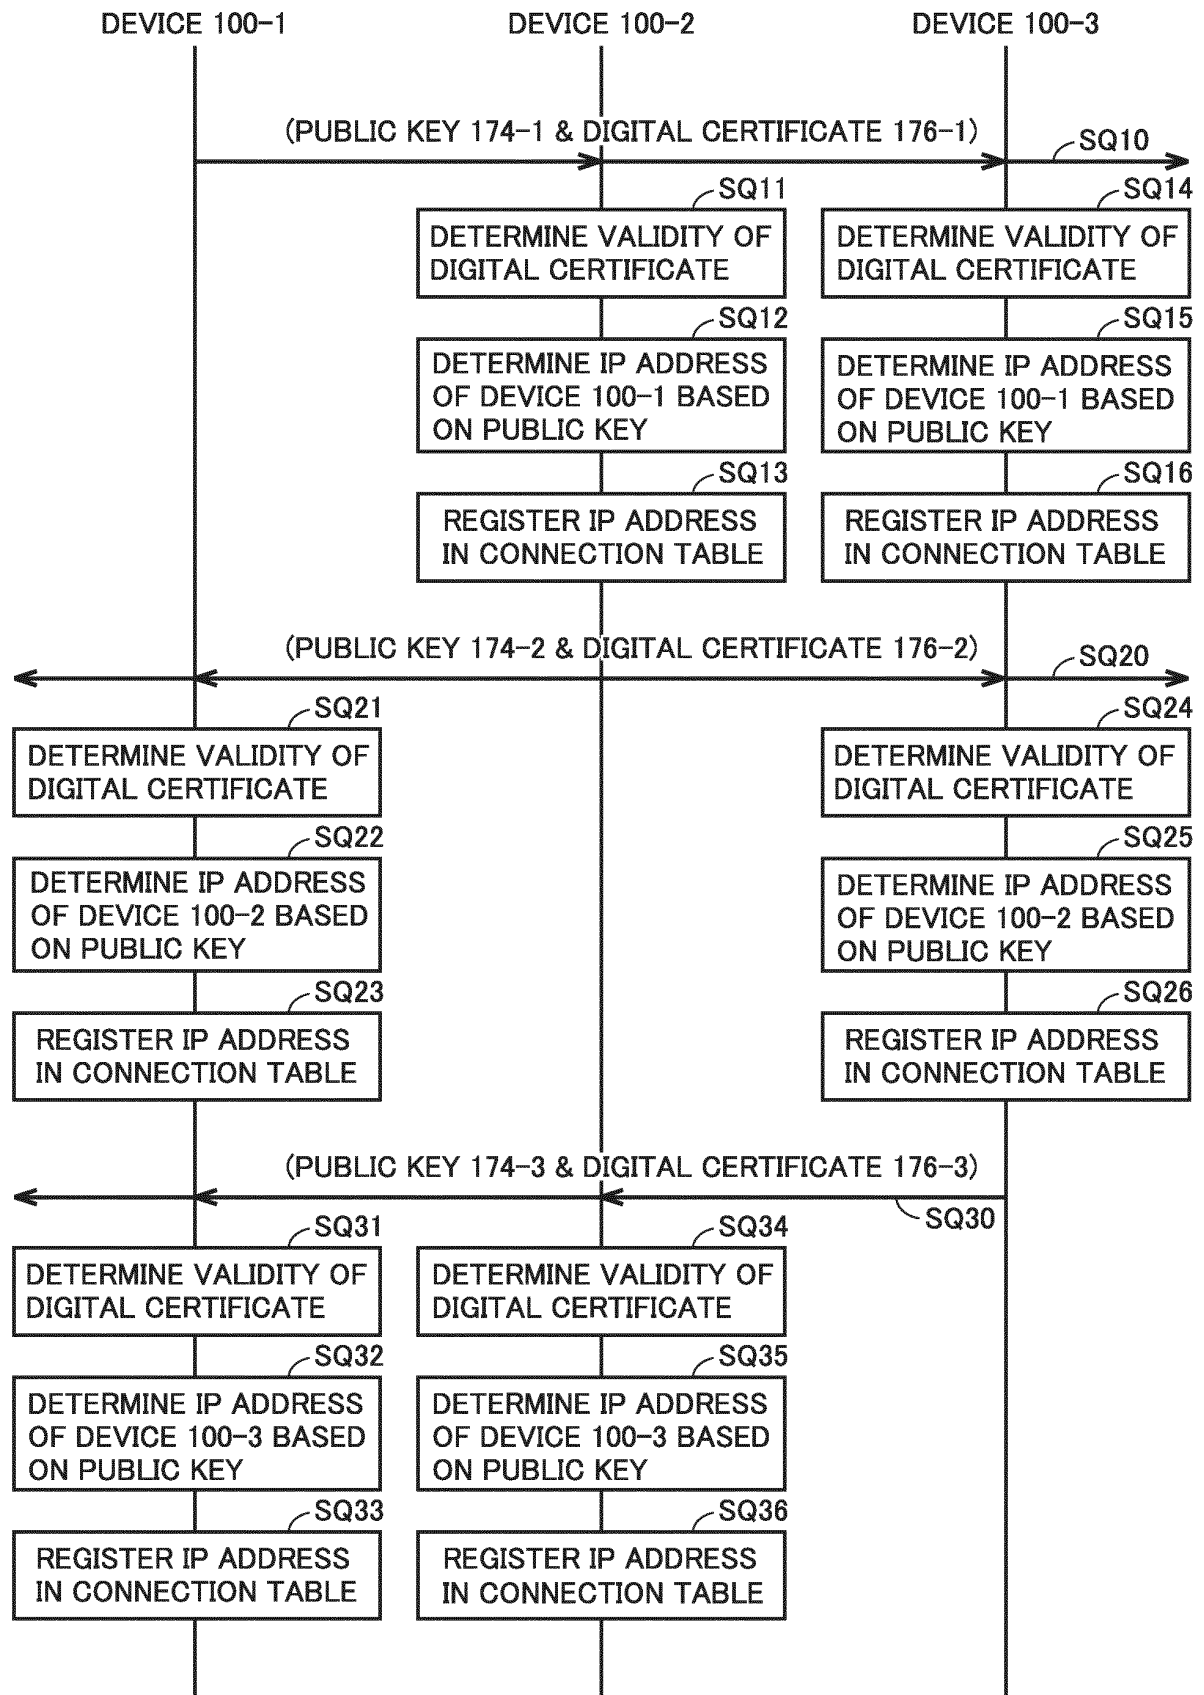 DEVICE 100-1
DEVICE 100-2
DEVICE 100-3
(PUBLIC KEY 174-1 & DIGITAL CERTIFICATE 176-1)
SQ10
SQ11
DETERMINE VALIDITY OF
DIGITAL CERTIFICATE
SQ14
DETERMINE VALIDITY OF
DIGITAL CERTIFICATE
SQ12
DETERMINE IP ADDRESS
OF DEVICE 100-1 BASED
ON PUBLIC KEY
SQ15
DETERMINE IP ADDRESS
OF DEVICE 100-1 BASED
ON PUBLIC KEY
SQ13
REGISTER IP ADDRESS
IN CONNECTION TABLE
SQ16
REGISTER IP ADDRESS
IN CONNECTION TABLE
(PUBLIC KEY 174-2 & DIGITAL CERTIFICATE 176-2)
SQ20
SQ21
DETERMINE VALIDITY OF
DIGITAL CERTIFICATE
SQ24
DETERMINE VALIDITY OF
DIGITAL CERTIFICATE
SQ22
DETERMINE IP ADDRESS
OF DEVICE 100-2 BASED
ON PUBLIC KEY
SQ25
DETERMINE IP ADDRESS
OF DEVICE 100-2 BASED
ON PUBLIC KEY
SQ23
REGISTER IP ADDRESS
IN CONNECTION TABLE
SQ26
REGISTER IP ADDRESS
IN CONNECTION TABLE
(PUBLIC KEY 174-3 & DIGITAL CERTIFICATE 176-3)
SQ30
SQ31
DETERMINE VALIDITY OF
DIGITAL CERTIFICATE
SQ34
DETERMINE VALIDITY OF
DIGITAL CERTIFICATE
SQ32
DETERMINE IP ADDRESS
OF DEVICE 100-3 BASED
ON PUBLIC KEY
SQ35
DETERMINE IP ADDRESS
OF DEVICE 100-3 BASED
ON PUBLIC KEY
SQ33
REGISTER IP ADDRESS
IN CONNECTION TABLE
SQ36
REGISTER IP ADDRESS
IN CONNECTION TABLE